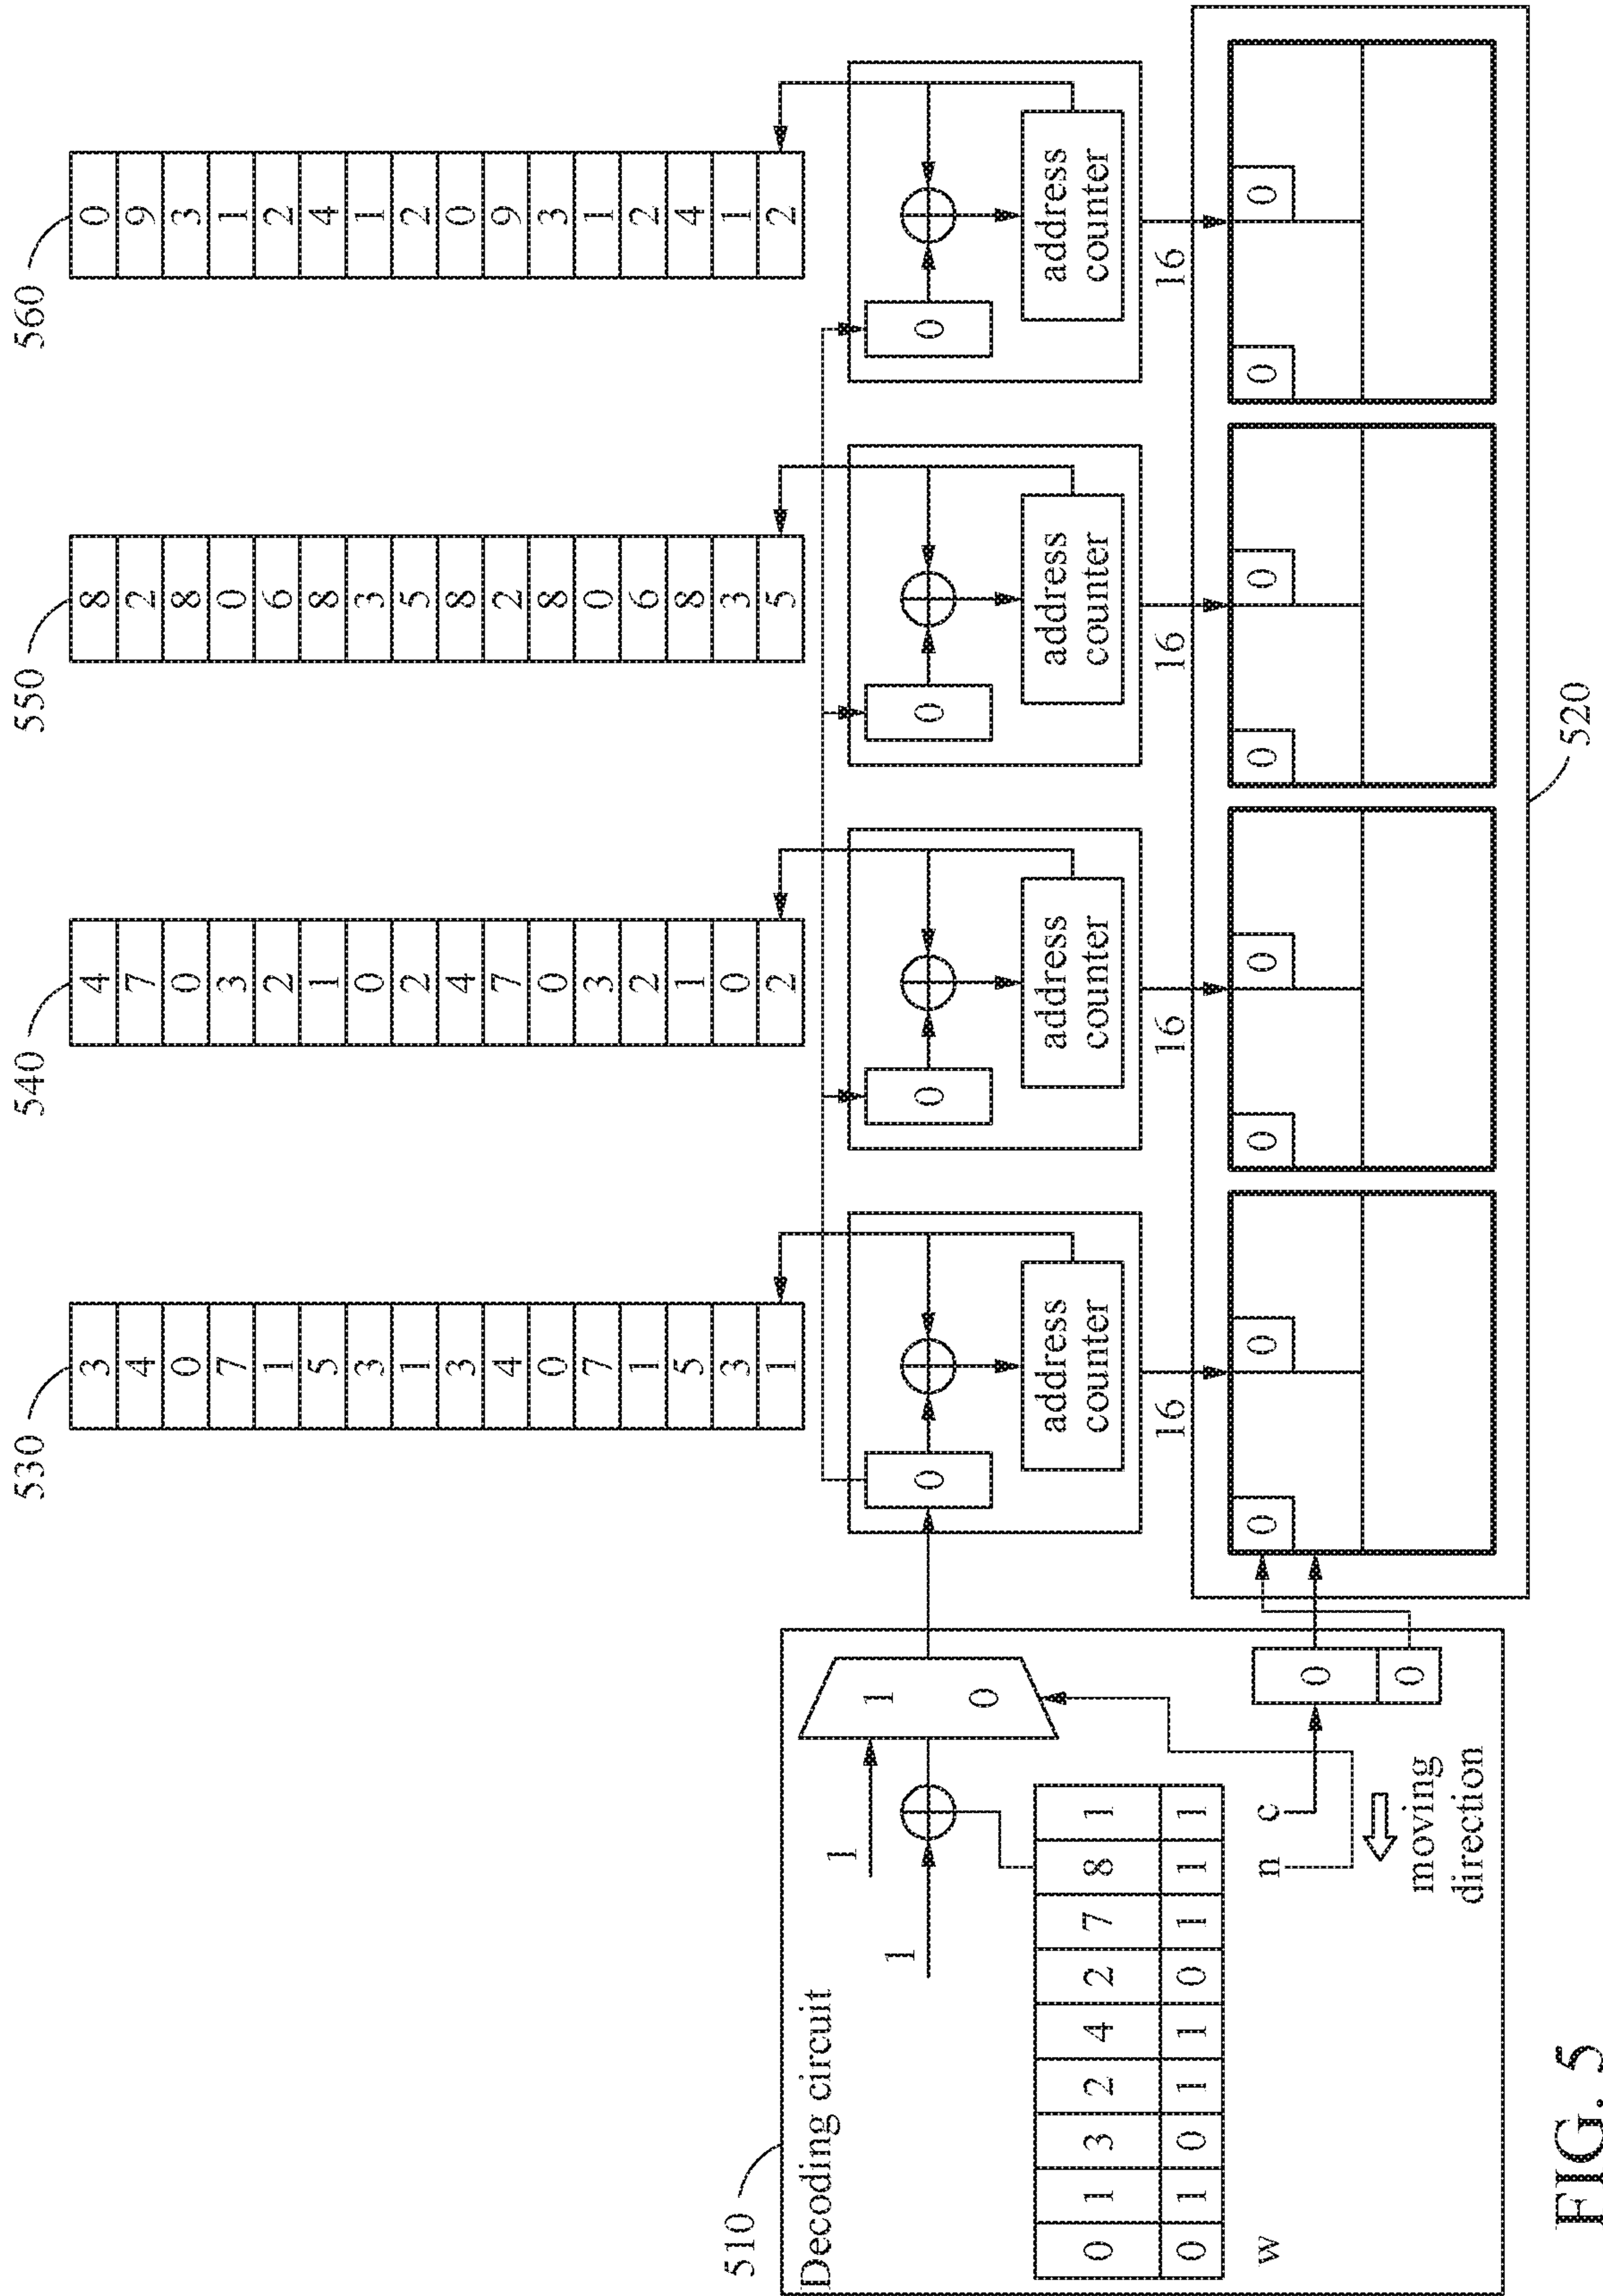 530 540 550 560
3 4 8 0
4 7 2 9
0 0 8 3
7 3 0 1
1 2 6 2
5 1 8 4
3 0 3 1
1 2 5 2
3 4 8 0
4 7 2 9
0 0 8 3
7 3 0 1
1 2 6 2
5 1 8 4
3 0 3 1
1 2 5 2
510
Decoding circuit
1
1
1
0
0 1 3 2 4 2 7 8 1
0 1 0 1 1 0 1 1 1
w n c
moving
direction
0
0
0 0 0 0
address address address address
counter counter counter counter
16 16 16 16
0 0 0 0 0 0 0 0
520
FIG. 5